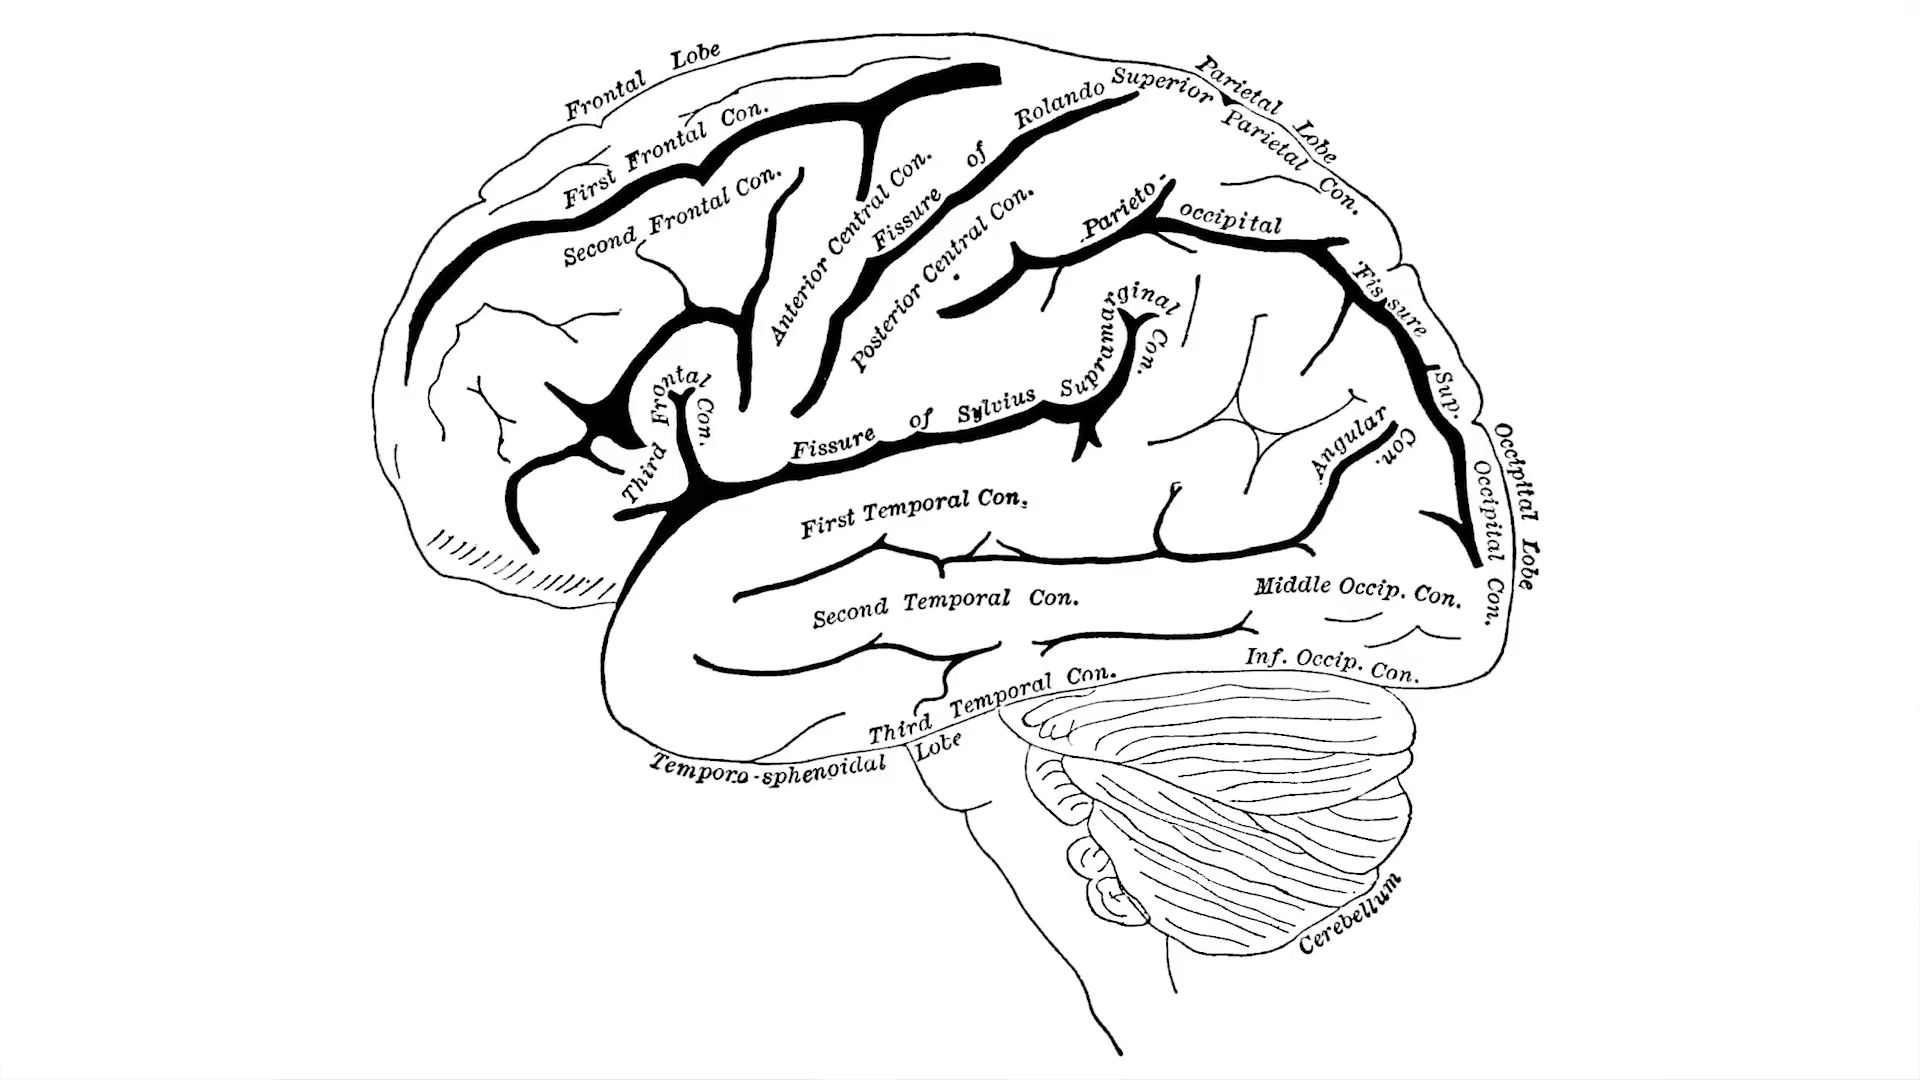 Frontal Lobe
First Frontal Con.
Second Frontal Con.
Third Frontal Con.
Anterior Central Con.
Fissure of Rolando
Posterior Central Con.
Superior Parietal Con.
Parietal Lobe
Parieto-occipital Fissure
Supramarginal Con.
Fissure of Sylvius
Angular Con.
Sup. Occipital Con.
Occipital Lobe
First Temporal Con.
Second Temporal Con.
Middle Occip. Con.
Inf. Occip. Con.
Third Temporal Con.
Temporo-sphenoidal Lobe
Cerebellum